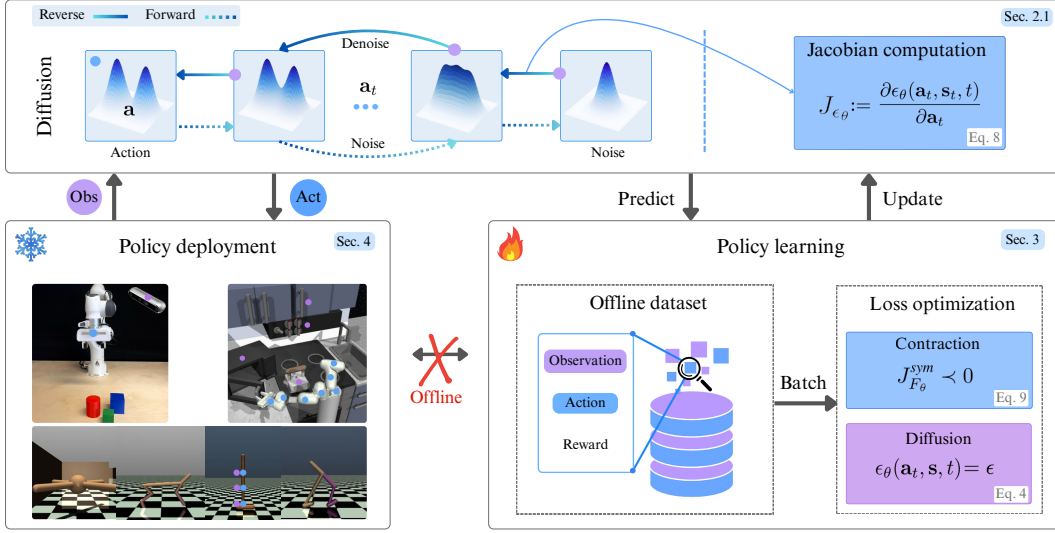 Reverse
Forward
Sec. 2.1
Diffusion
Denoise
a
a_t
Noise
Action
Noise
Jacobian computation
J_{ϵ_θ} := ∂ϵ_θ(a_t, s_t, t) / ∂a_t
Eq. 8
Obs
Act
Predict
Update
Policy deployment
Sec. 4
Offline
Policy learning
Sec. 3
Offline dataset
Observation
Action
Reward
Batch
Loss optimization
Contraction
J_{F_θ}^{sym} ≺ 0
Eq. 9
Diffusion
ϵ_θ(a_t, s, t) = ϵ
Eq. 4